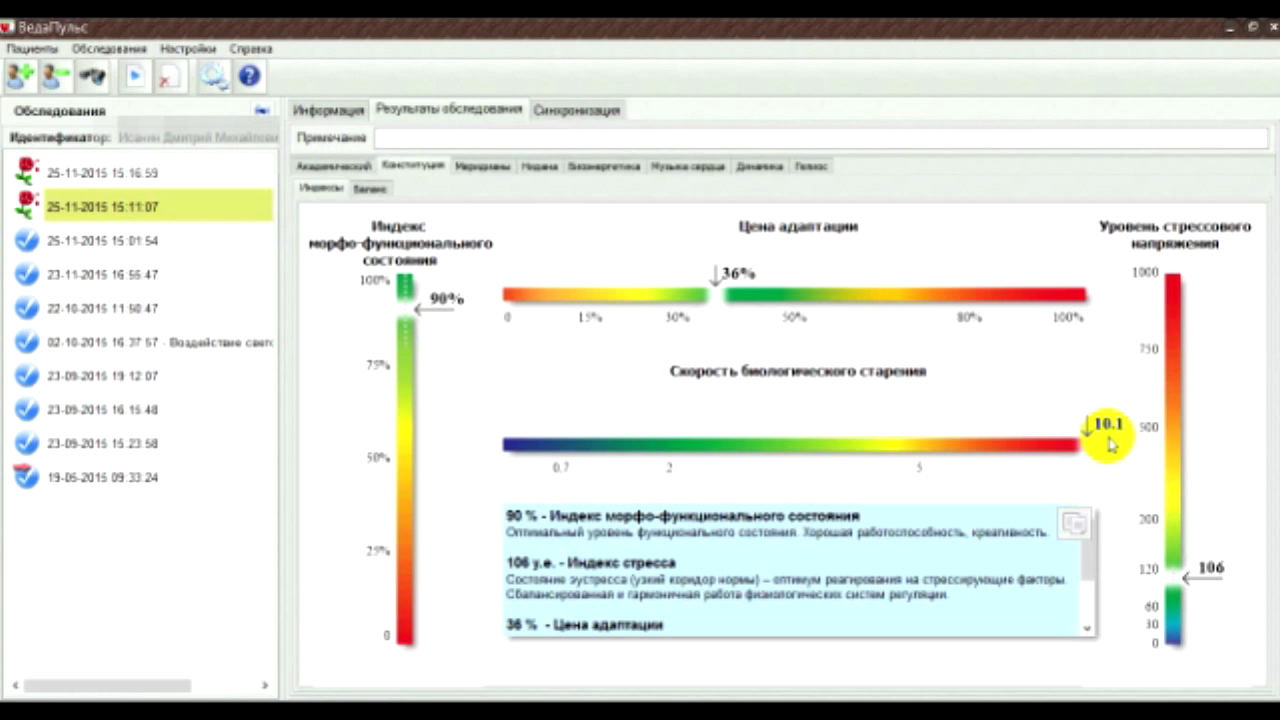 ВедаПульс
Пациенты Обследования Настройки Справка
Обследования
Информация Результаты обследования Синхронизация
Идентификатор: Исанин Дмитрий
Примечание
Академический Конституция Меридианы Биоэнергетика Музыка сердца Динамика
Индексы Баланс
25-11-2015 15:16:59
25-11-2015 15:11:07
25-11-2015 15:01:54
23-11-2015 16:55:47
22-10-2015 11:50:47
02-10-2015 16:37:57 - Воздействие свето
23-09-2015 19:12:07
23-09-2015 16:15:48
23-09-2015 15:23:58
19-05-2015 09:33:24
Индекс
морфо-функционального
состояния
100%
90%
75%
50%
25%
0
Цена адаптации
36%
0 15% 30% 50% 80% 100%
Скорость биологического старения
10.1
0.7 2 5
Уровень стрессового
напряжения
1000
750
500
200
120
106
60
30
0
90 % - Индекс морфо-функционального состояния
Оптимальный уровень функционального состояния. Хорошая работоспособность, креативность.
106 у.е. - Индекс стресса
Состояние эустресса (узкий коридор нормы) – оптимум реагирования на стрессирующие факторы.
Сбалансированная и гармоничная работа физиологических систем регуляции.
36 % - Цена адаптации